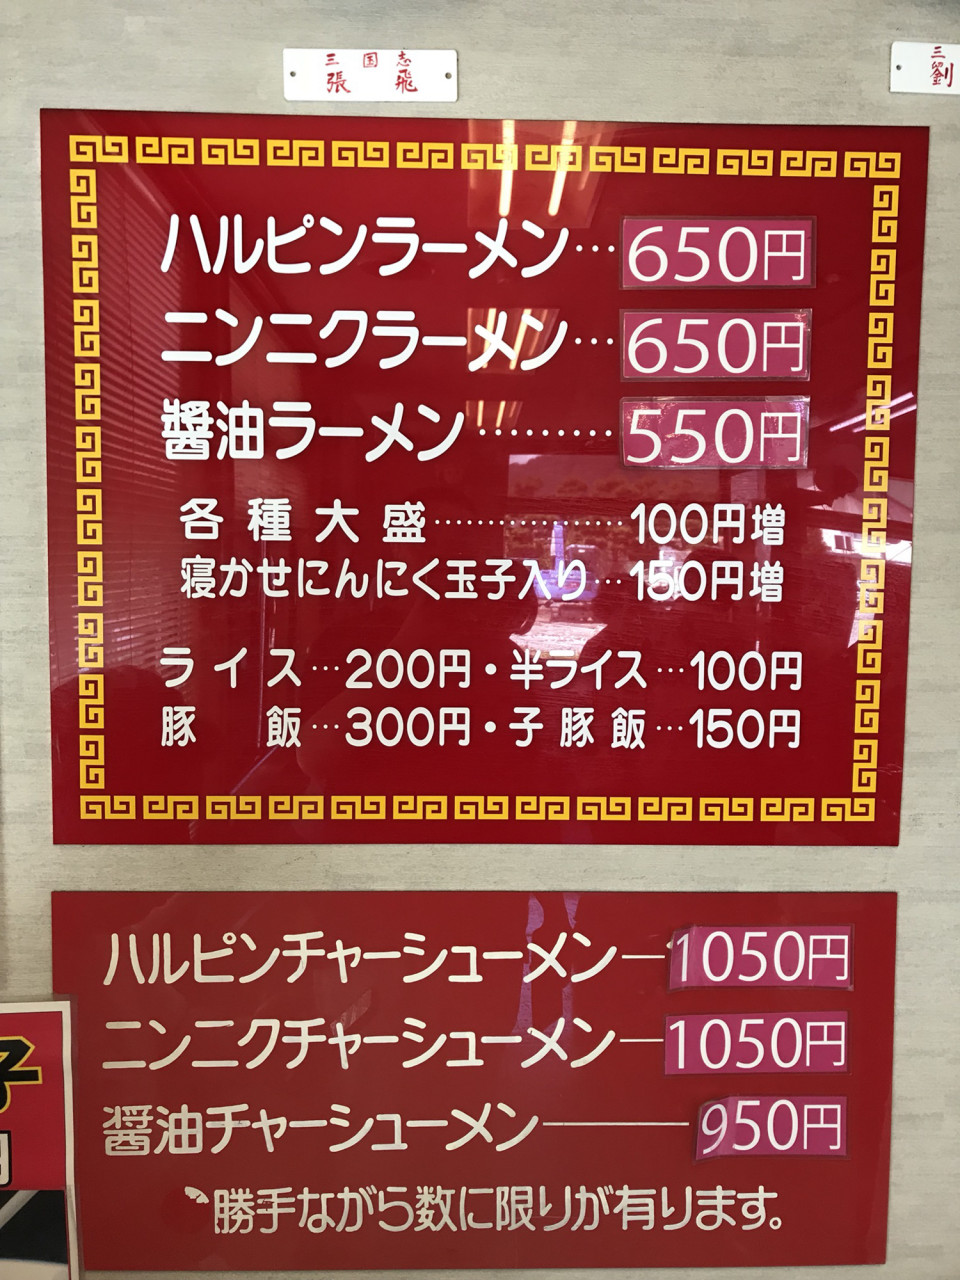 三国志
張飛
三
劉
ハルピンラーメン…650円
ニンニクラーメン…650円
醤油ラーメン………550円
各種大盛………………100円増
寝かせにんにく玉子入り…150円増
ライス…200円・半ライス…100円
豚飯…300円・子豚飯…150円
ハルピンチャーシューメン―1050円
ニンニクチャーシューメン―1050円
醤油チャーシューメン―――950円
勝手ながら数に限りが有ります。
子
円